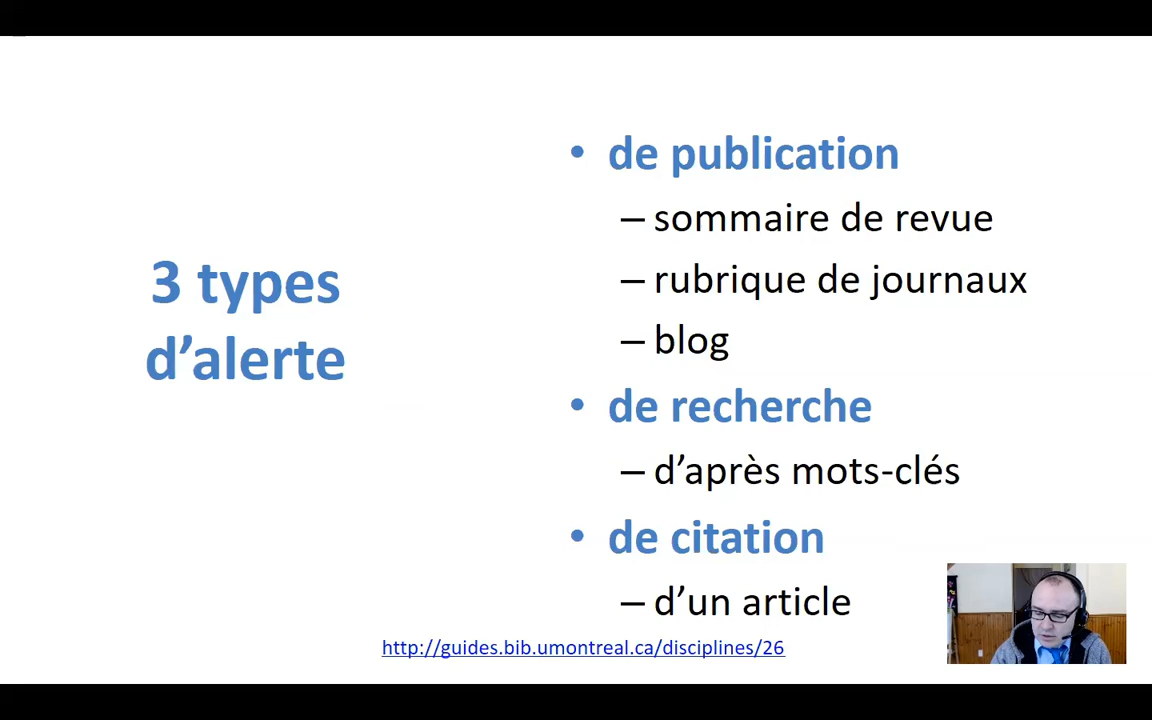 3 types
d’alerte
• de publication
– sommaire de revue
– rubrique de journaux
– blog
• de recherche
– d’après mots-clés
• de citation
– d’un article
http://guides.bib.umontreal.ca/disciplines/26